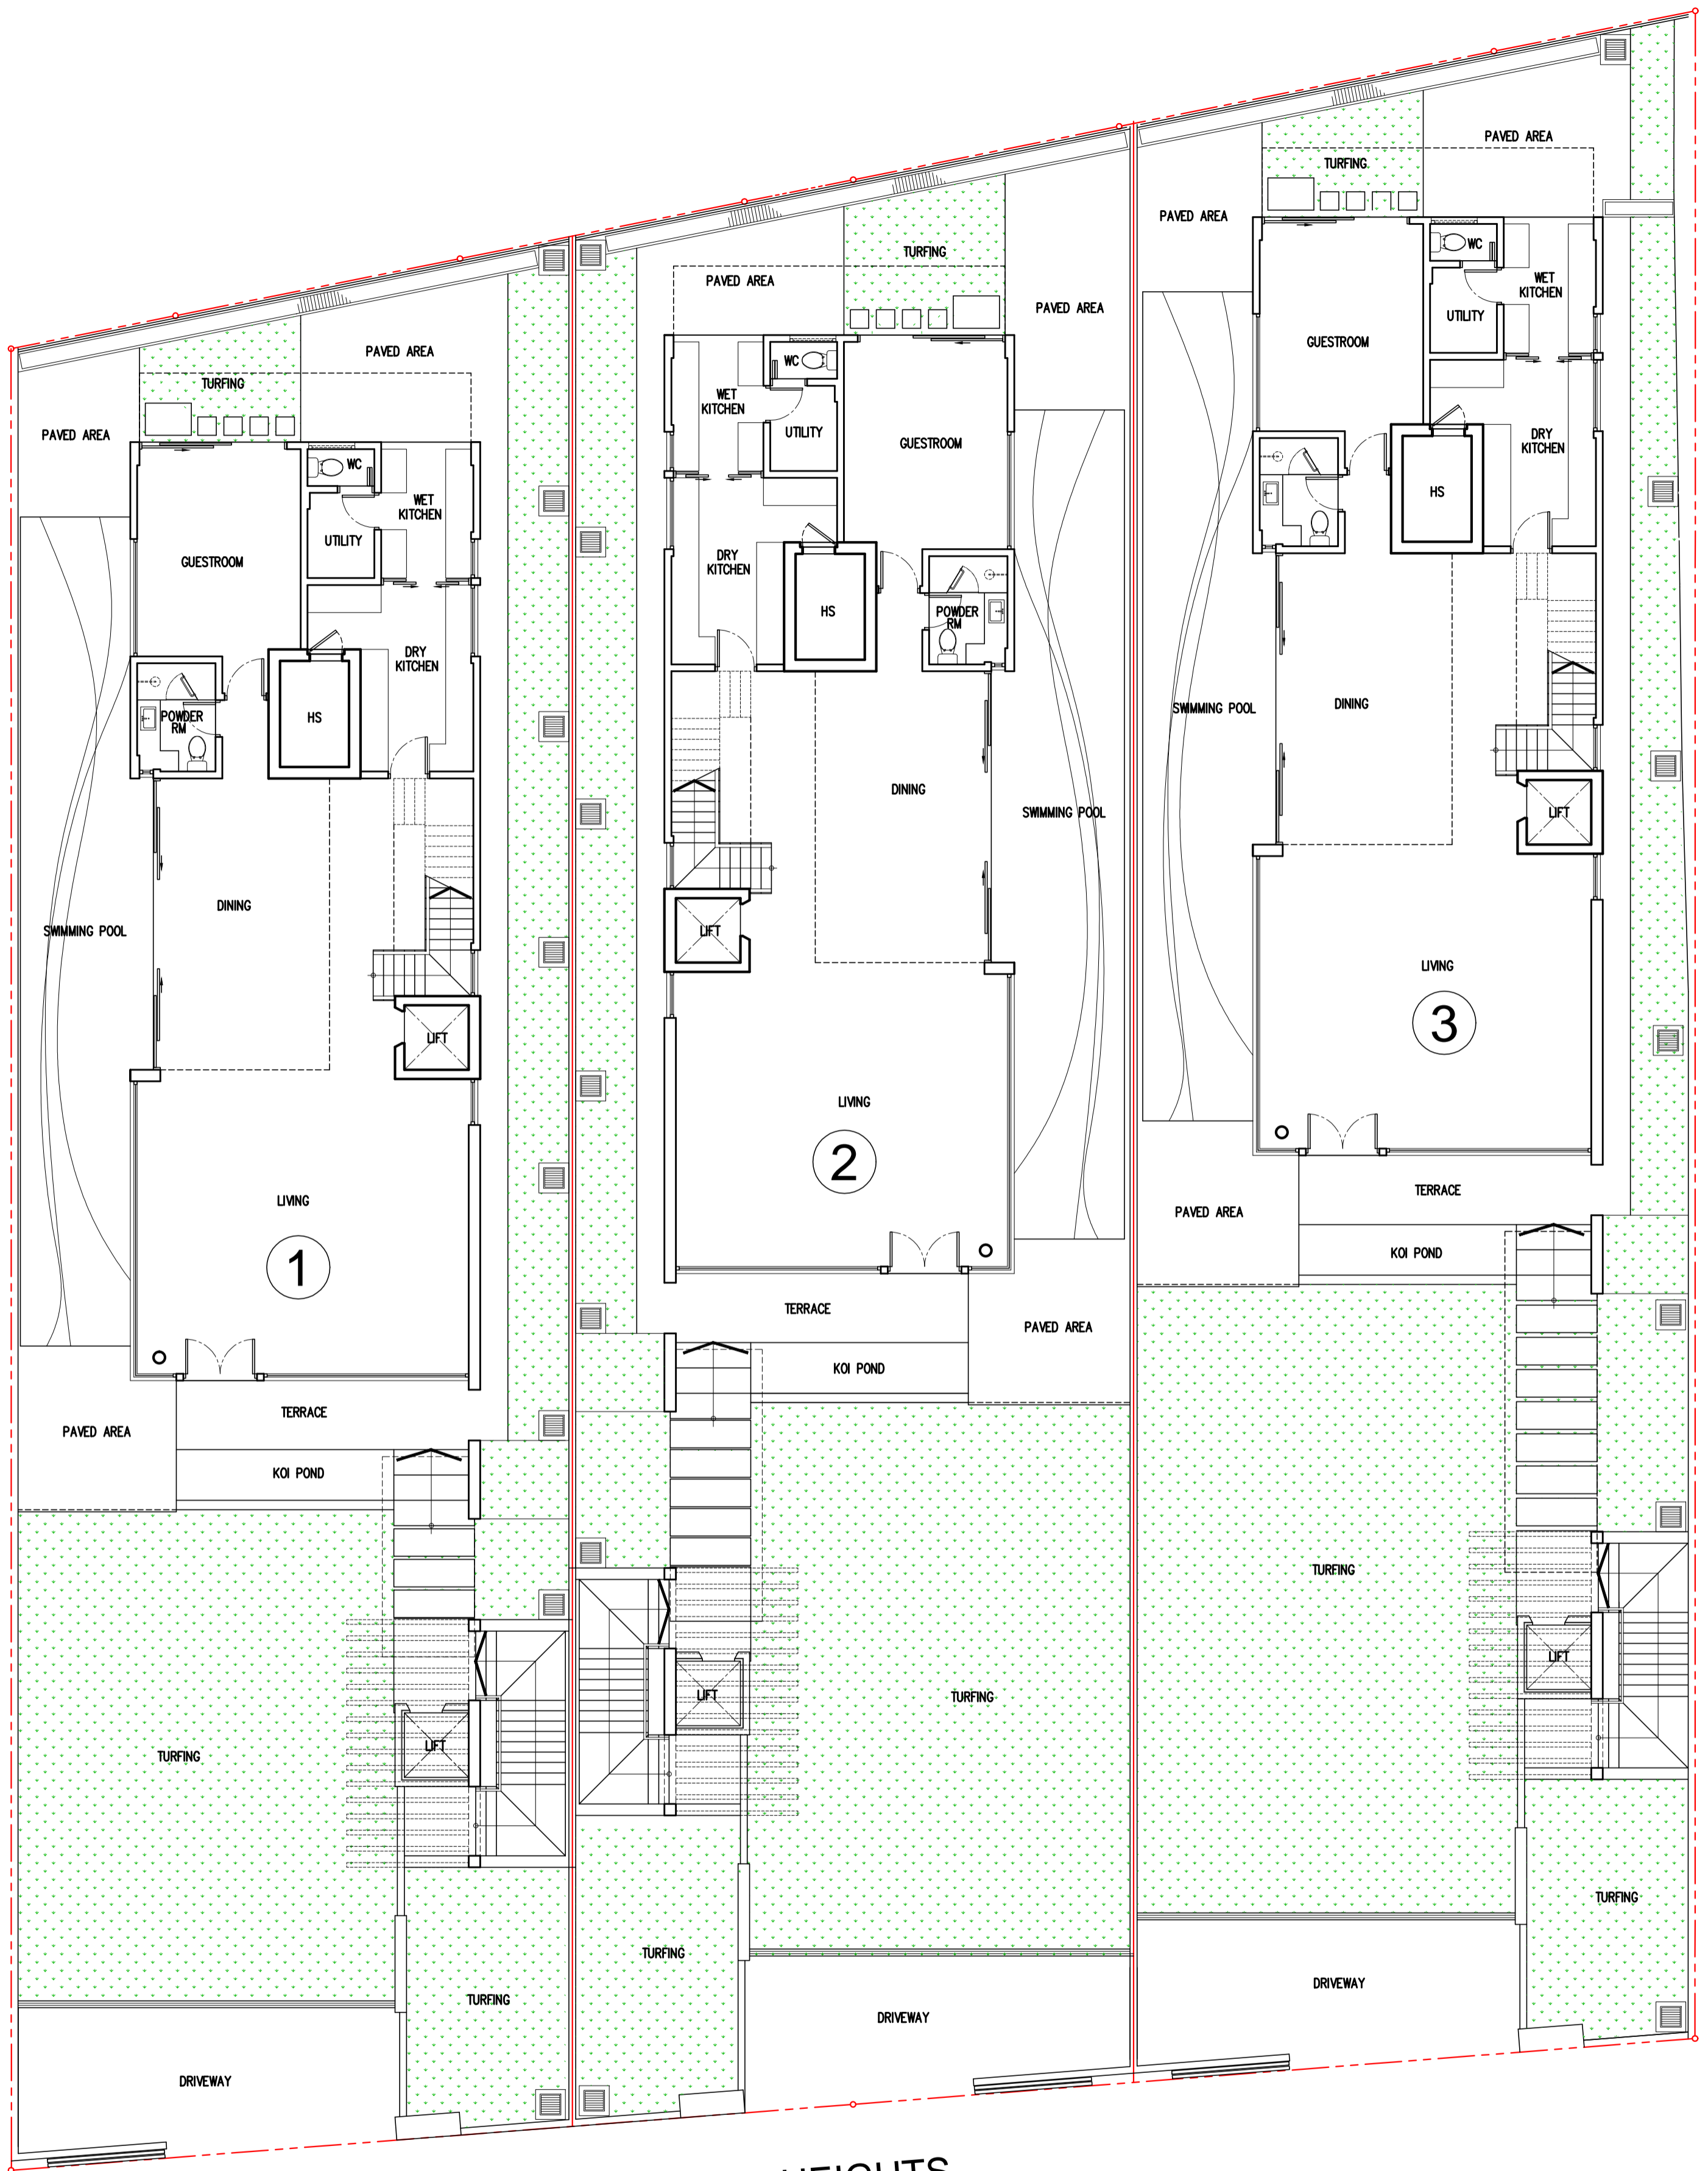 PAVED AREA
TURFING
PAVED AREA
WC
WET
KITCHEN
UTILITY
GUESTROOM
DRY
KITCHEN
POWDER
RM
HS
DINING
SWIMMING POOL
LIFT
LIVING
1
TERRACE
PAVED AREA
KOI POND
LIFT
TURFING
TURFING
DRIVEWAY
TURFING
PAVED AREA
PAVED AREA
WC
WET
KITCHEN
UTILITY
GUESTROOM
DRY
KITCHEN
HS
POWDER
RM
DINING
SWIMMING POOL
LIFT
LIVING
2
TERRACE
PAVED AREA
KOI POND
LIFT
TURFING
TURFING
DRIVEWAY
PAVED AREA
TURFING
PAVED AREA
WC
WET
KITCHEN
UTILITY
GUESTROOM
DRY
KITCHEN
HS
DINING
SWIMMING POOL
LIFT
LIVING
3
TERRACE
PAVED AREA
KOI POND
TURFING
LIFT
TURFING
DRIVEWAY
HEIGHTS